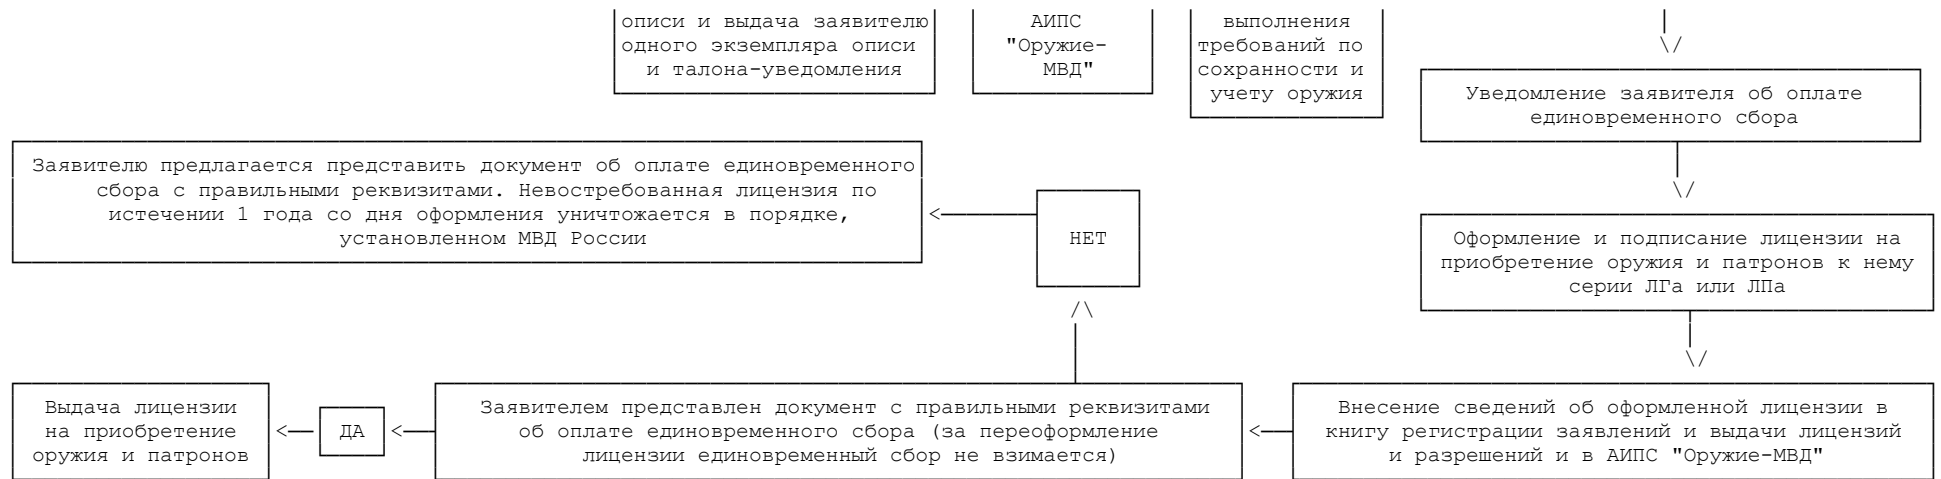 описи и выдача заявителю
одного экземпляра описи
и талона-уведомления
АИПС
"Оружие-
МВД"
выполнения
требований по
сохранности и
учету оружия
Уведомление заявителя об оплате
единовременного сбора
Заявителю предлагается представить документ об оплате единовременного
сбора с правильными реквизитами. Невостребованная лицензия по
истечении 1 года со дня оформления уничтожается в порядке,
установленном МВД России
НЕТ
Оформление и подписание лицензии на
приобретение оружия и патронов к нему
серии ЛГа или ЛПа
Выдача лицензии
на приобретение
оружия и патронов
ДА
Заявителем представлен документ с правильными реквизитами
об оплате единовременного сбора (за переоформление
лицензии единовременный сбор не взимается)
Внесение сведений об оформленной лицензии в
книгу регистрации заявлений и выдачи лицензий
и разрешений и в АИПС "Оружие-МВД"